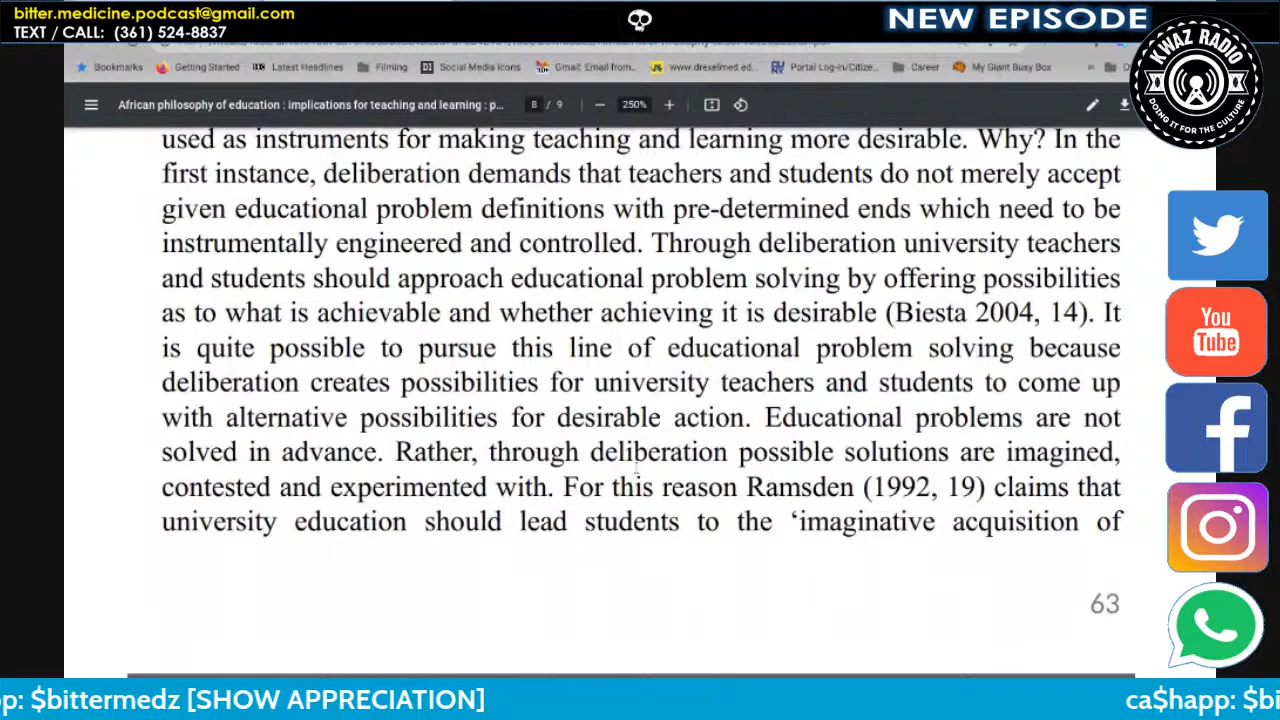 bitter.medicine.podcast@gmail.com
TEXT / CALL: (361) 524-8837
NEW EPISODE
KWAZ RADIO
DOING IT FOR THE CULTURE
Bookmarks Getting Started Latest Headlines Filming Social Media Icons Gmail: Email from... www.drexelmed.ed... Portal Log-in/Citize... Career My Giant Busy Box
African philosophy of education : implications for teaching and learning : p... 8 / 9 250%
used as instruments for making teaching and learning more desirable. Why? In the
first instance, deliberation demands that teachers and students do not merely accept
given educational problem definitions with pre-determined ends which need to be
instrumentally engineered and controlled. Through deliberation university teachers
and students should approach educational problem solving by offering possibilities
as to what is achievable and whether achieving it is desirable (Biesta 2004, 14). It
is quite possible to pursue this line of educational problem solving because
deliberation creates possibilities for university teachers and students to come up
with alternative possibilities for desirable action. Educational problems are not
solved in advance. Rather, through deliberation possible solutions are imagined,
contested and experimented with. For this reason Ramsden (1992, 19) claims that
university education should lead students to the ‘imaginative acquisition of
63
You
Tube
pp: $bittermedz [SHOW APPRECIATION]
ca$happ: $bi